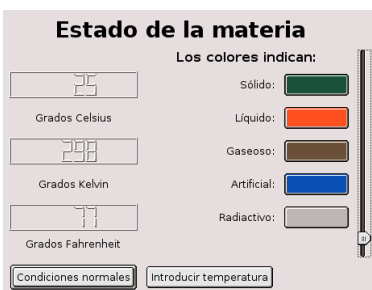 Estado de la materia
Los colores indican:
25
Grados Celsius
298
Grados Kelvin
77
Grados Fahrenheit
Sólido:
Líquido:
Gaseoso:
Artificial:
Radiactivo:
Condiciones normales
Introducir temperatura